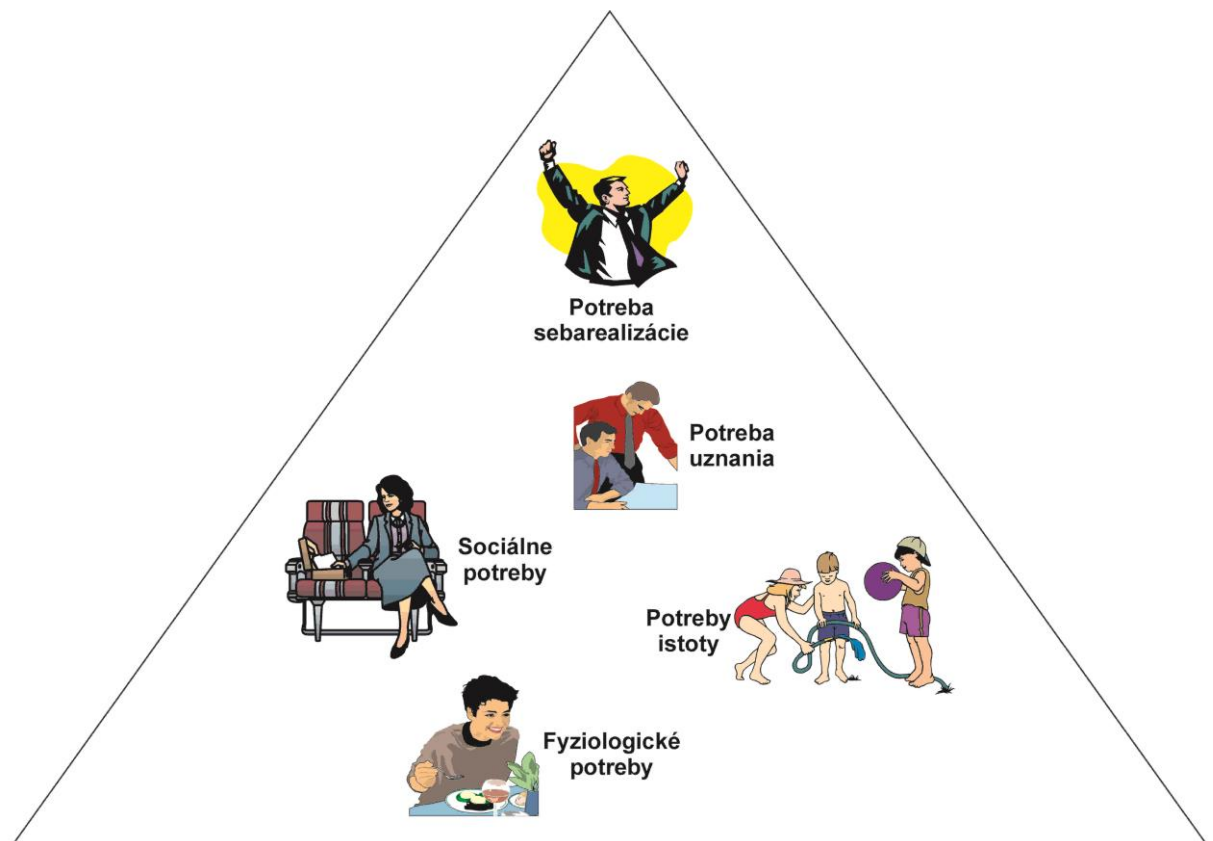 Potreba
sebarealizácie
Potreba
uznania
Sociálne
potreby
Potreby
istoty
Fyziologické
potreby